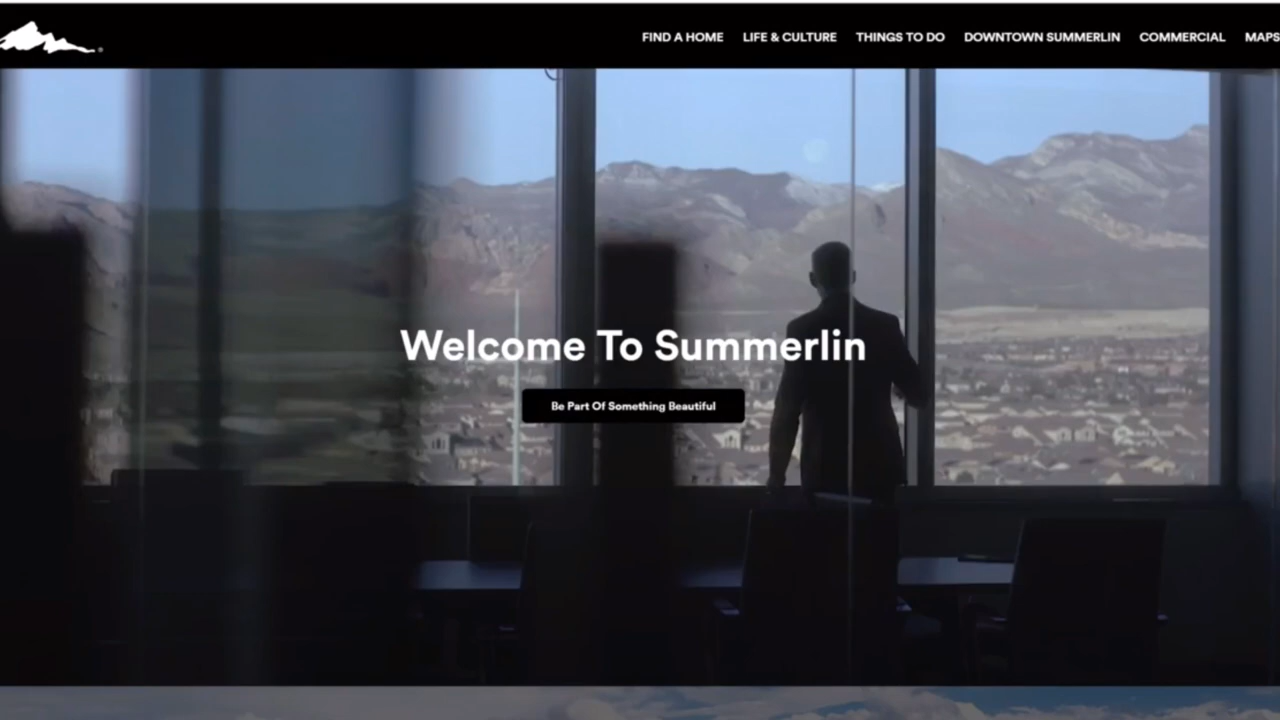 FIND A HOME
LIFE & CULTURE
THINGS TO DO
DOWNTOWN SUMMERLIN
COMMERCIAL
MAPS
Welcome To Summerlin
Be Part Of Something Beautiful